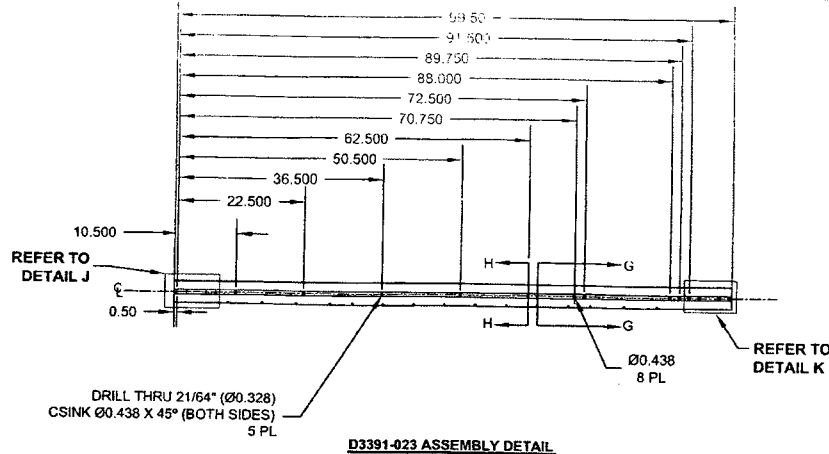 99.50
91.500
89.750
88.000
72.500
70.750
62.500
50.500
36.500
22.500
10.500
REFER TO
DETAIL J
H
G
℄
0.50
H
G
Ø0.438
8 PL
REFER TO
DETAIL K
DRILL THRU 21/64" (Ø0.328)
CSINK Ø0.438 X 45º (BOTH SIDES)
5 PL
D3391-023 ASSEMBLY DETAIL